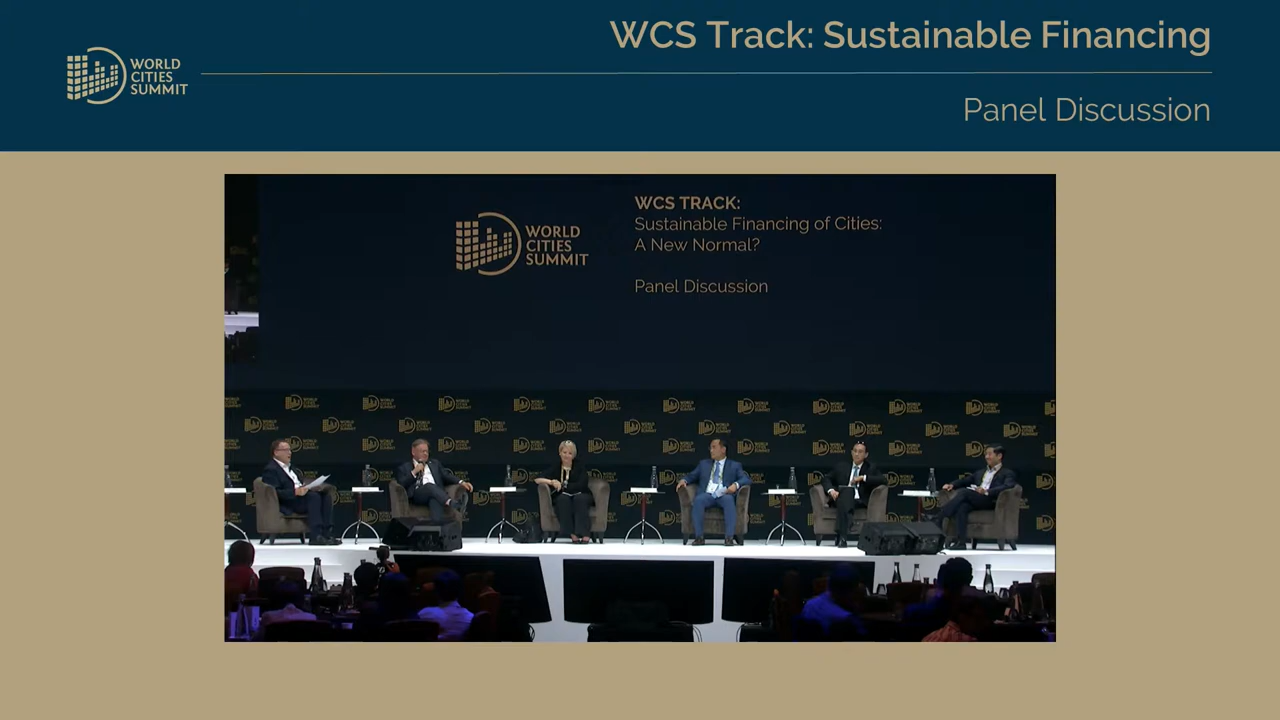 WCS Track: Sustainable Financing
WORLD
CITIES
SUMMIT
Panel Discussion
WCS TRACK:
Sustainable Financing of Cities:
A New Normal?
WORLD
CITIES
SUMMIT
Panel Discussion